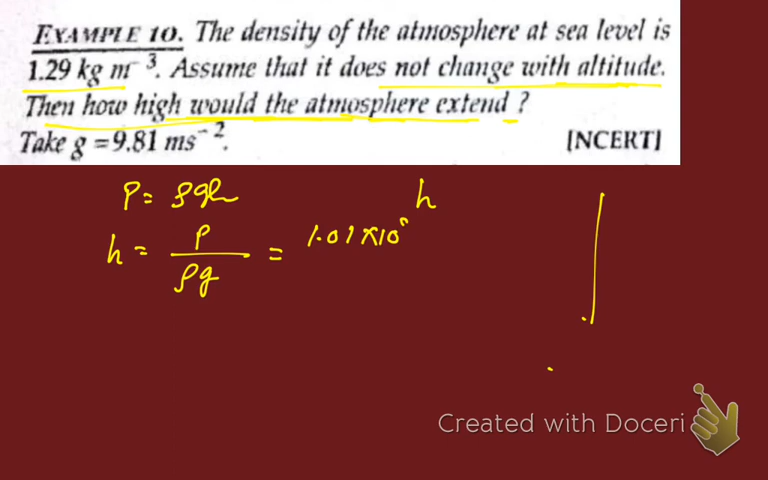 EXAMPLE 10. The density of the atmosphere at sea level is
1.29 kg m⁻³. Assume that it does not change with altitude.
Then how high would the atmosphere extend ?
Take g =9.81 ms⁻². [NCERT]
P= ρgh h
h = P/ρg = 1.01×10
Created with Doceri